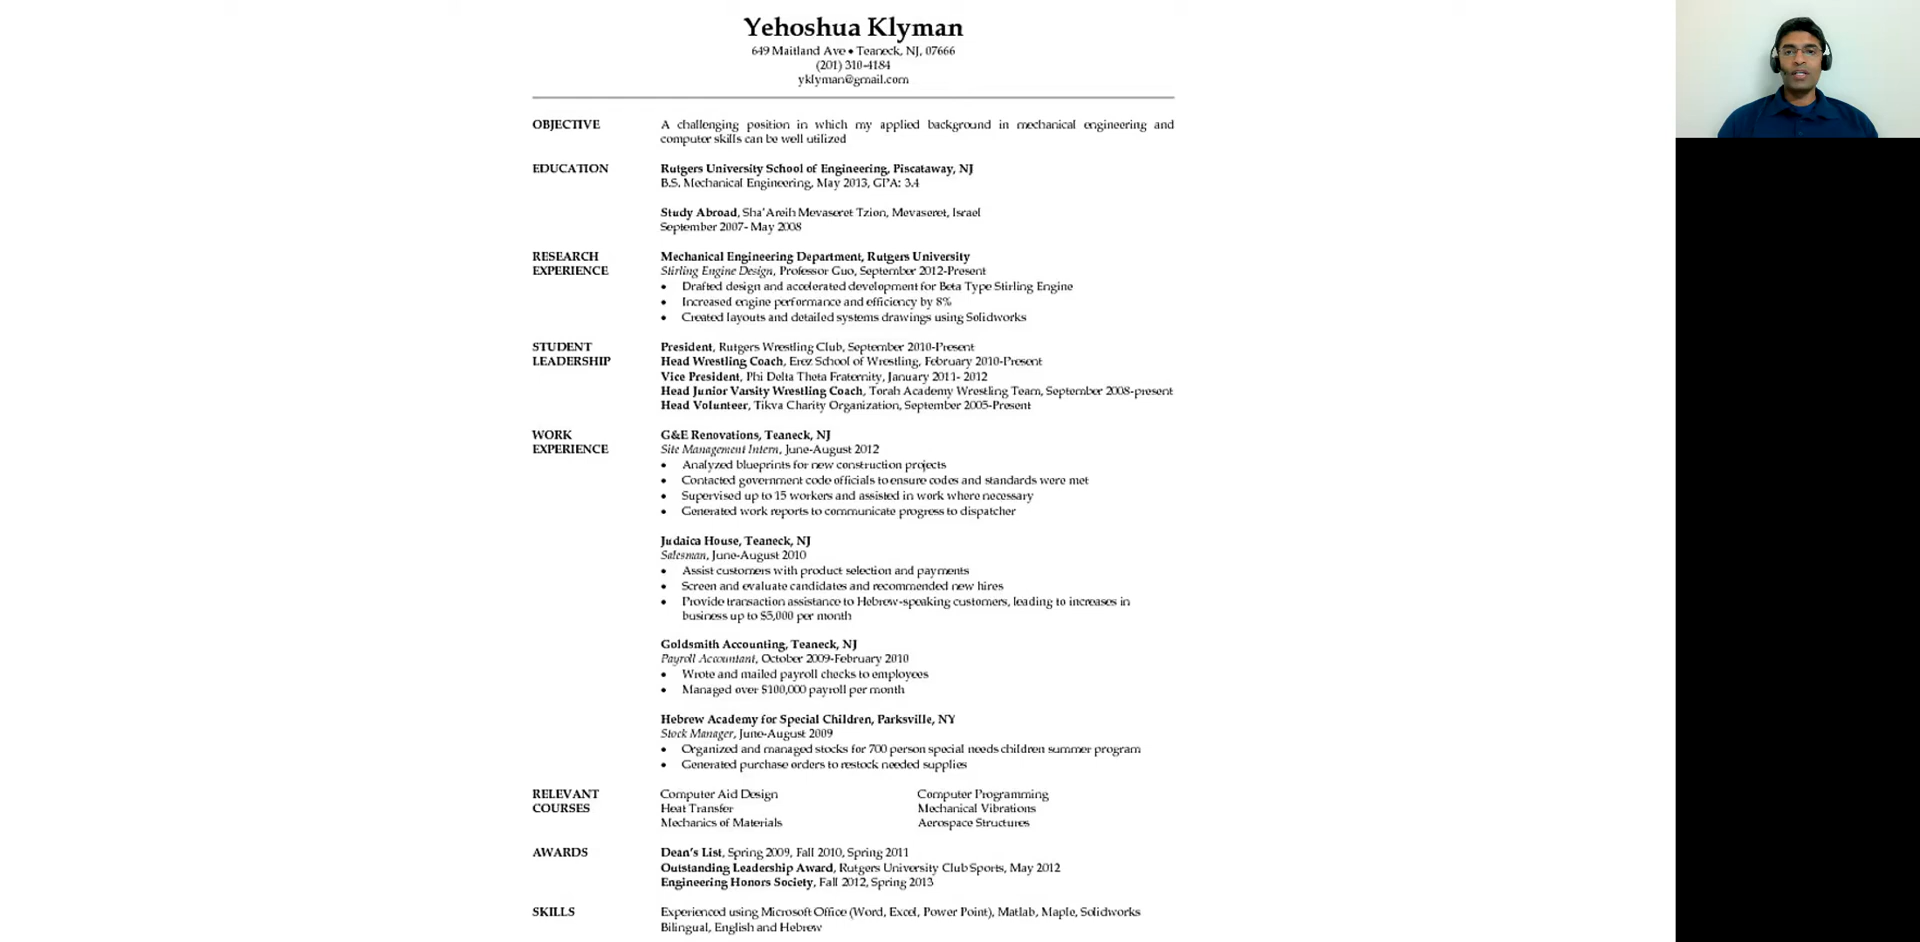 Yehoshua Klyman
649 Maitland Ave • Teaneck, NJ, 07666
(201) 310-4184
yklyman@gmail.com
OBJECTIVE A challenging position in which my applied background in mechanical engineering and
computer skills can be well utilized
EDUCATION Rutgers University School of Engineering, Piscataway, NJ
B.S. Mechanical Engineering, May 2013, GPA: 3.4
Study Abroad, Sha'Areih Mevaseret Tzion, Mevaseret, Israel
September 2007- May 2008
RESEARCH Mechanical Engineering Department, Rutgers University
EXPERIENCE Stirling Engine Design, Professor Guo, September 2012-Present
• Drafted design and accelerated development for Beta Type Stirling Engine
• Increased engine performance and efficiency by 8%
• Created layouts and detailed systems drawings using Solidworks
STUDENT President, Rutgers Wrestling Club, September 2010-Present
LEADERSHIP Head Wrestling Coach, Erez School of Wrestling, February 2010-Present
Vice President, Phi Delta Theta Fraternity, January 2011- 2012
Head Junior Varsity Wrestling Coach, Torah Academy Wrestling Team, September 2008-present
Head Volunteer, Tikva Charity Organization, September 2005-Present
WORK G&E Renovations, Teaneck, NJ
EXPERIENCE Site Management Intern, June-August 2012
• Analyzed blueprints for new construction projects
• Contacted government code officials to ensure codes and standards were met
• Supervised up to 15 workers and assisted in work where necessary
• Generated work reports to communicate progress to dispatcher
Judaica House, Teaneck, NJ
Salesman, June-August 2010
• Assist customers with product selection and payments
• Screen and evaluate candidates and recommended new hires
• Provide transaction assistance to Hebrew-speaking customers, leading to increases in
business up to $5,000 per month
Goldsmith Accounting, Teaneck, NJ
Payroll Accountant, October 2009-February 2010
• Wrote and mailed payroll checks to employees
• Managed over $100,000 payroll per month
Hebrew Academy for Special Children, Parksville, NY
Stock Manager, June-August 2009
• Organized and managed stocks for 700 person special needs children summer program
• Generated purchase orders to restock needed supplies
RELEVANT Computer Aid Design Computer Programming
COURSES Heat Transfer Mechanical Vibrations
Mechanics of Materials Aerospace Structures
AWARDS Dean's List, Spring 2009, Fall 2010, Spring 2011
Outstanding Leadership Award, Rutgers University Club Sports, May 2012
Engineering Honors Society, Fall 2012, Spring 2013
SKILLS Experienced using Microsoft Office (Word, Excel, Power Point), Matlab, Maple, Solidworks
Bilingual, English and Hebrew